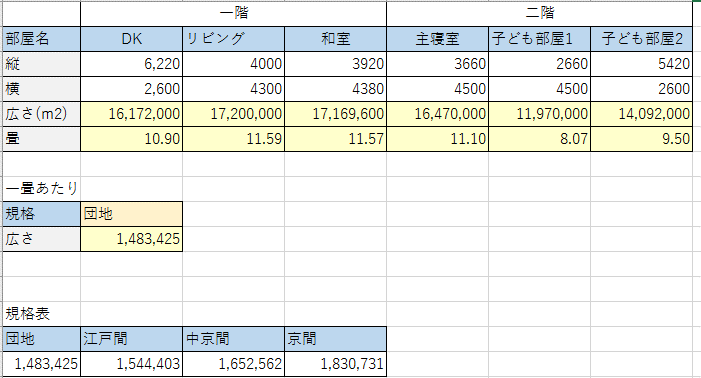 一階 二階
部屋名 DK リビング 和室 主寝室 子ども部屋1 子ども部屋2
縦 6,220 4000 3920 3660 2660 5420
横 2,600 4300 4380 4500 4500 2600
広さ(m2) 16,172,000 17,200,000 17,169,600 16,470,000 11,970,000 14,092,000
畳 10.90 11.59 11.57 11.10 8.07 9.50
一畳あたり
規格 団地
広さ 1,483,425
規格表
団地 江戸間 中京間 京間
1,483,425 1,544,403 1,652,562 1,830,731